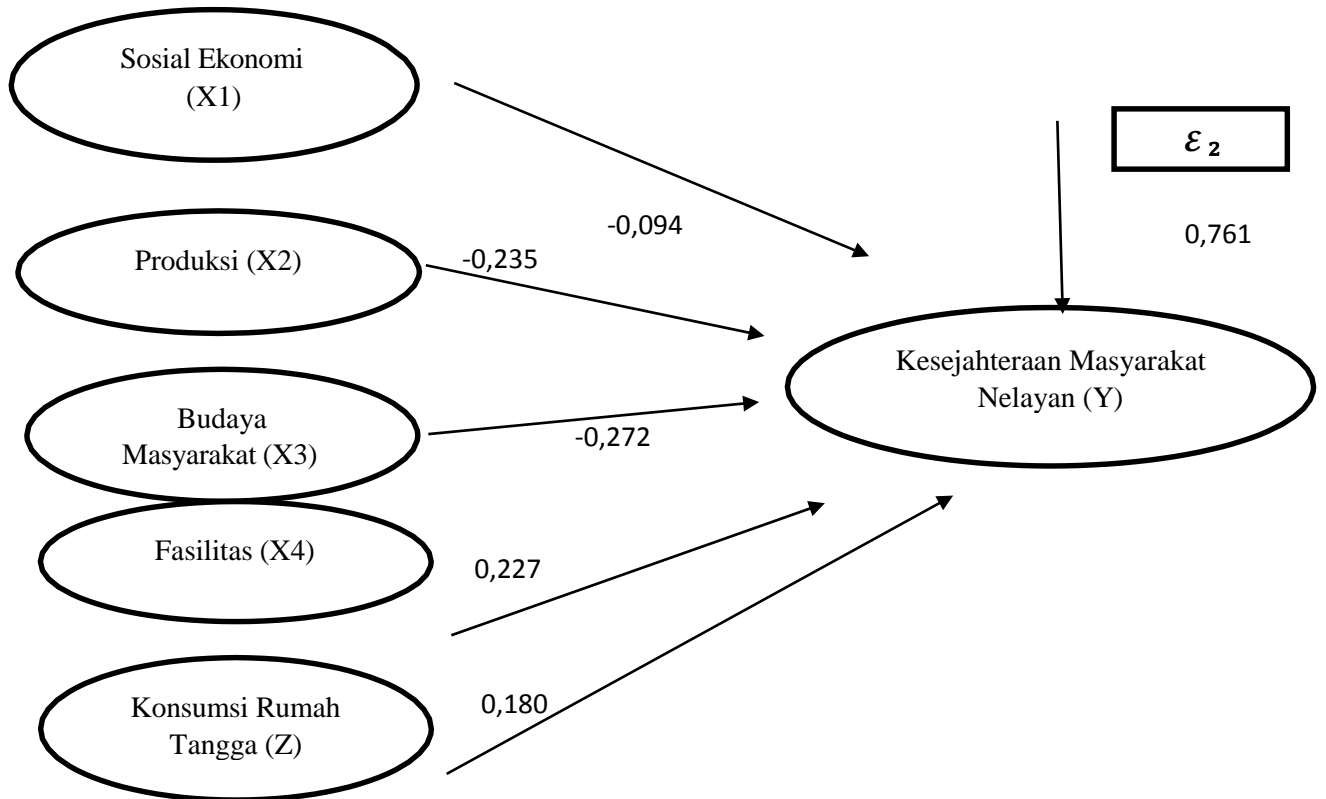 Sosial Ekonomi
(X1)
ε₂
-0,094
0,761
Produksi (X2)
-0,235
Kesejahteraan Masyarakat
Nelayan (Y)
Budaya
Masyarakat (X3)
-0,272
Fasilitas (X4)
0,227
Konsumsi Rumah
Tangga (Z)
0,180